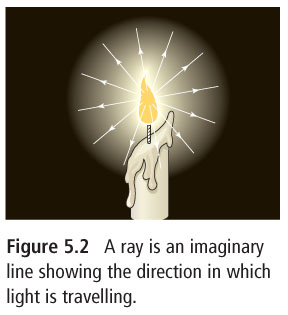 Figure 5.2 A ray is an imaginary
line showing the direction in which
light is travelling.